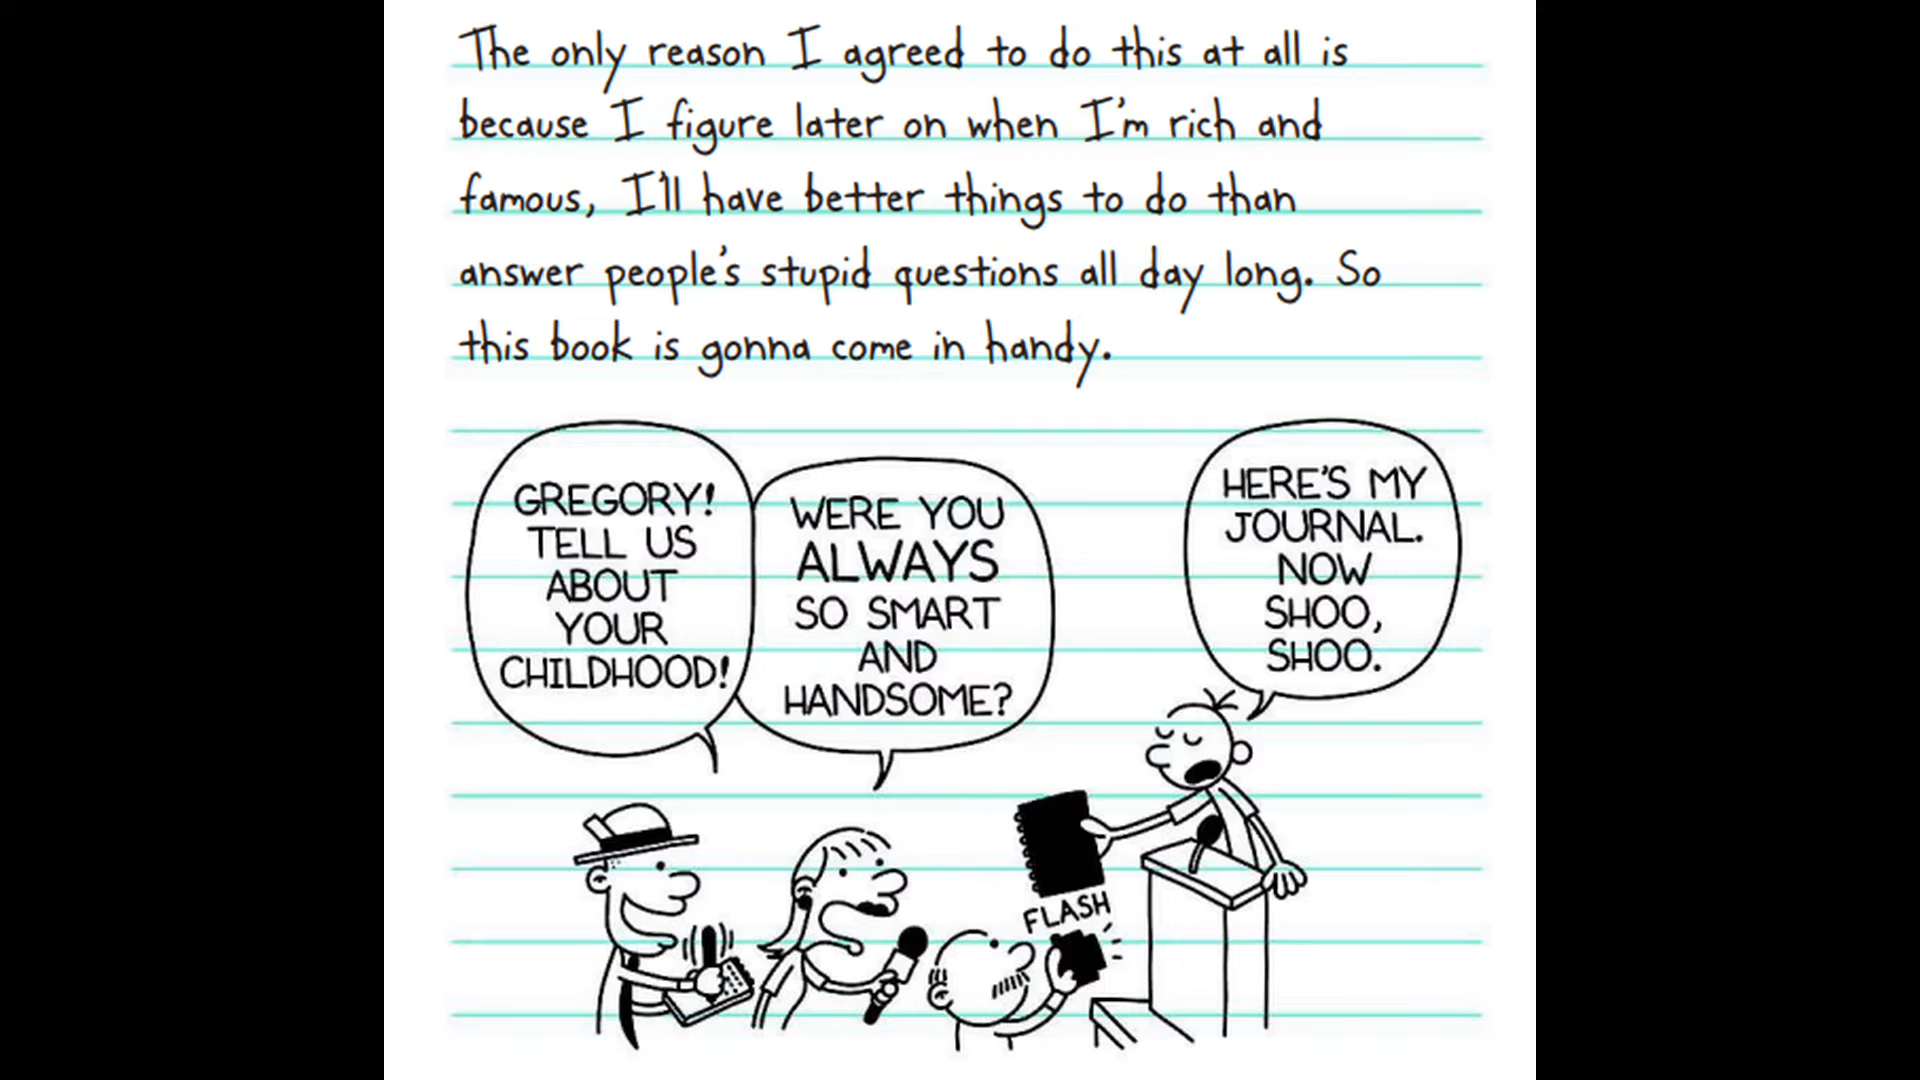 The only reason I agreed to do this at all is
because I figure later on when I'm rich and
famous, I'll have better things to do than
answer people's stupid questions all day long. So
this book is gonna come in handy.
GREGORY!
TELL US
ABOUT
YOUR
CHILDHOOD!
WERE YOU
ALWAYS
SO SMART
AND
HANDSOME?
HERE'S MY
JOURNAL.
NOW
SHOO,
SHOO.
FLASH